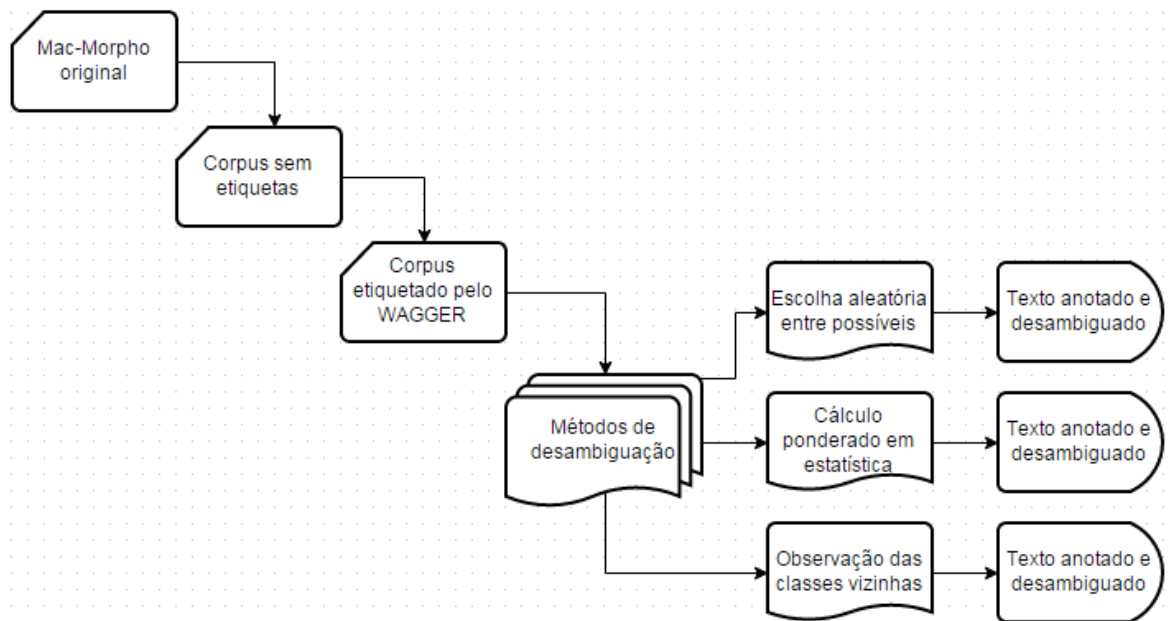 Mac-Morpho
original
Corpus sem
etiquetas
Corpus
etiquetado pelo
WAGGER
Métodos de
desambiguação
Escolha aleatória
entre possíveis
Texto anotado e
desambiguado
Cálculo
ponderado em
estatística
Texto anotado e
desambiguado
Observação das
classes vizinhas
Texto anotado e
desambiguado